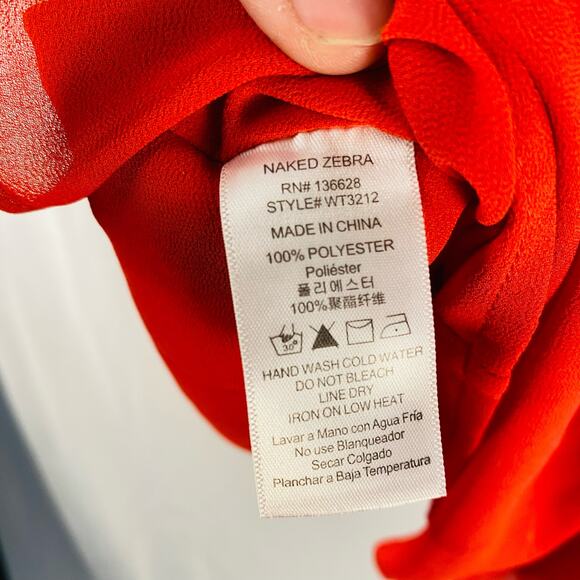 NAKED ZEBRA
RN# 136628
STYLE# WT3212
MADE IN CHINA
100% POLYESTER
Poliéster
폴리에스터
100%聚酯纤维
30°
HAND WASH COLD WATER
DO NOT BLEACH
LINE DRY
IRON ON LOW HEAT
Lavar a Mano con Agua Fría
No use Blanqueador
Secar Colgado
Planchar a Baja Temperatura